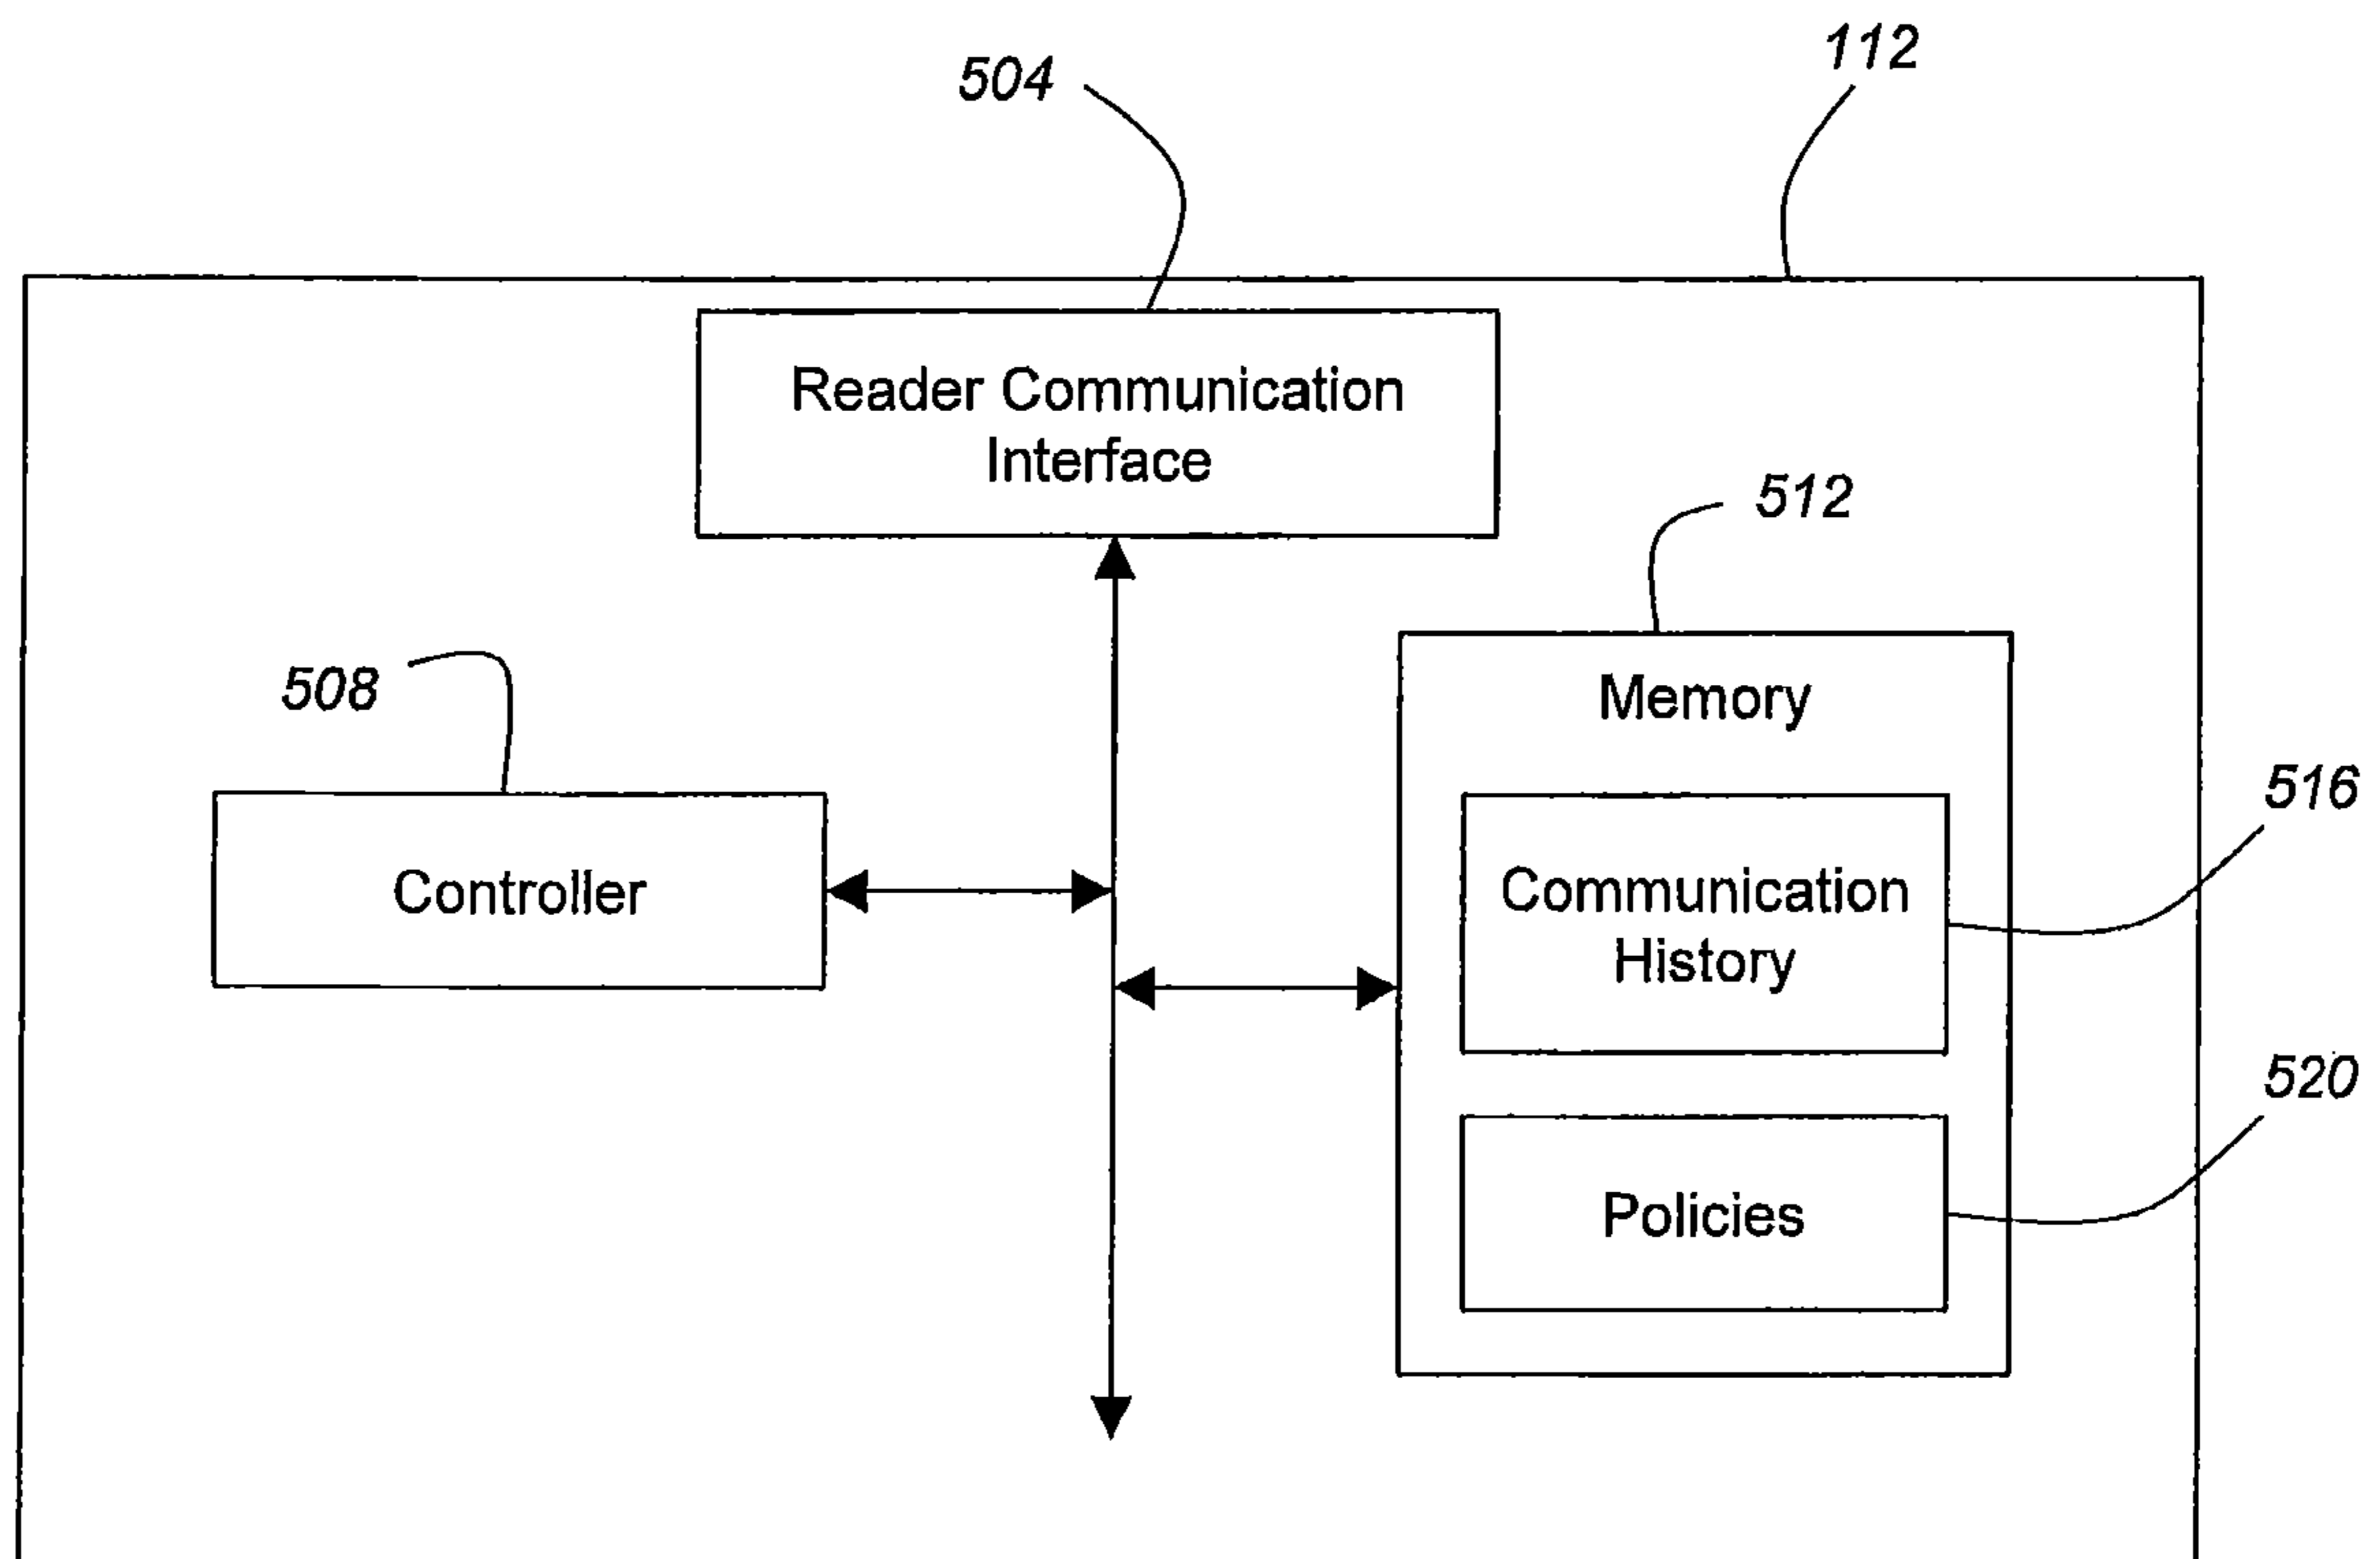 112
504
Reader Communication
Interface
512
508
Memory
516
Controller
Communication
History
520
Policies